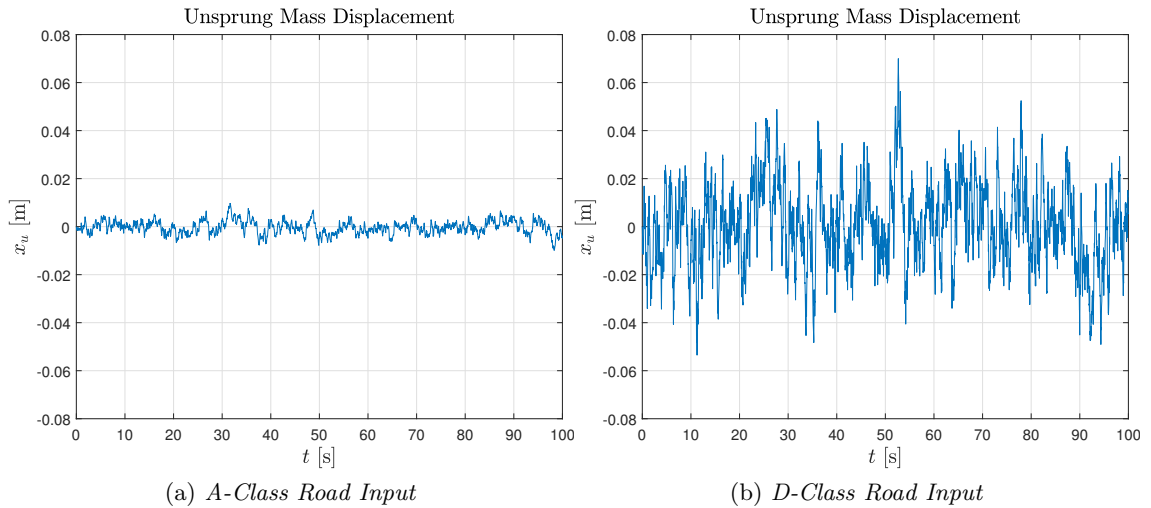 Unsprung Mass Displacement
0.08
0.06
0.04
0.02
0
-0.02
-0.04
-0.06
-0.08
x_u [m]
0 10 20 30 40 50 60 70 80 90 100
t [s]
(a) A-Class Road Input
Unsprung Mass Displacement
0.08
0.06
0.04
0.02
0
-0.02
-0.04
-0.06
-0.08
x_u [m]
0 10 20 30 40 50 60 70 80 90 100
t [s]
(b) D-Class Road Input